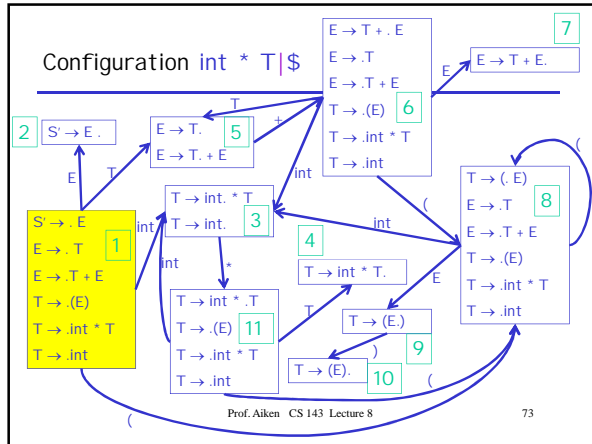 Configuration int * T|$
E → T + . E
E → .T
E → .T + E
T → .(E)
T → .int * T
T → .int
6
7
E → T + E.
E
2
S' → E .
E → T.
E → T. + E
5
T
+
E
T
int
(
(
S' → . E
E → . T
E → .T + E
T → .(E)
T → .int * T
T → .int
1
int
T → int. * T
T → int.
3
int
*
int
4
T → int * T.
T
T → (. E)
E → .T
E → .T + E
T → .(E)
T → .int * T
T → .int
8
E
T → int * .T
T → .(E)
T → .int * T
T → .int
11
T → (E.)
9
)
T → (E).
10
(
(
Prof. Aiken CS 143 Lecture 8
73